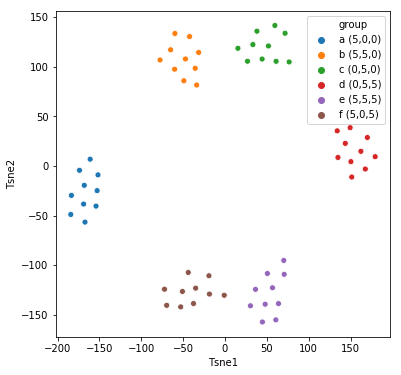 group
a (5,0,0)
b (5,5,0)
c (0,5,0)
d (0,5,5)
e (5,5,5)
f (5,0,5)
150
100
50
0
−50
−100
−150
Tsne2
−200
−150
−100
−50
0
50
100
150
Tsne1